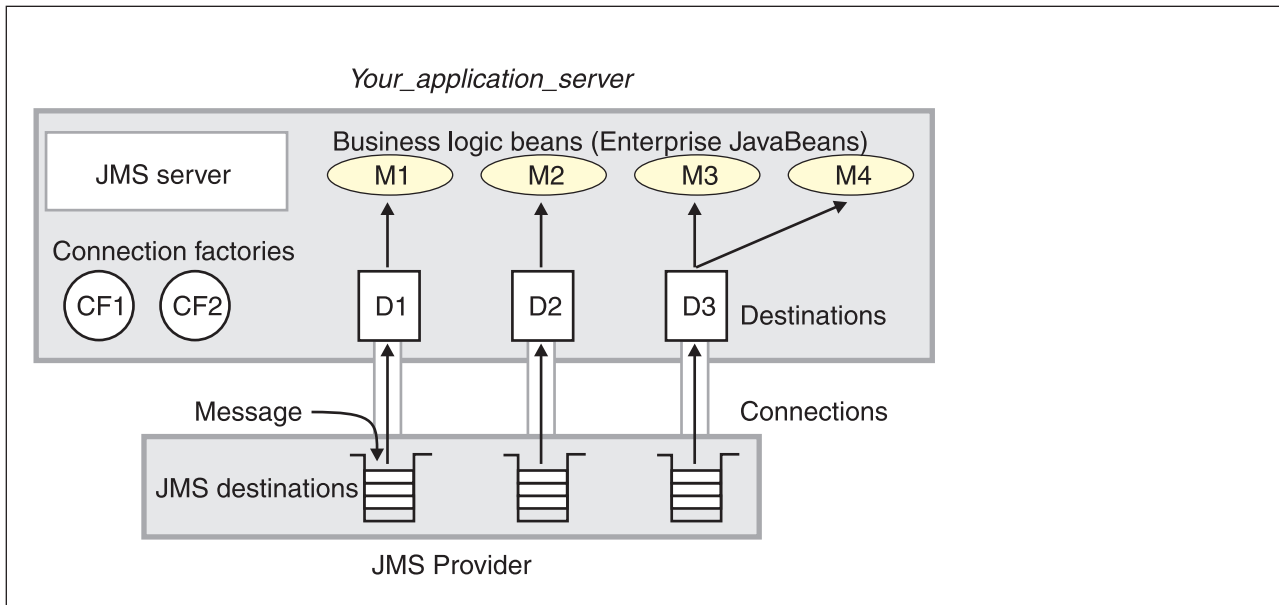 Your_application_server
Business logic beans (Enterprise JavaBeans)
JMS server
M1
M2
M3
M4
Connection factories
CF1
CF2
D1
D2
D3
Destinations
Message
Connections
JMS destinations
JMS Provider